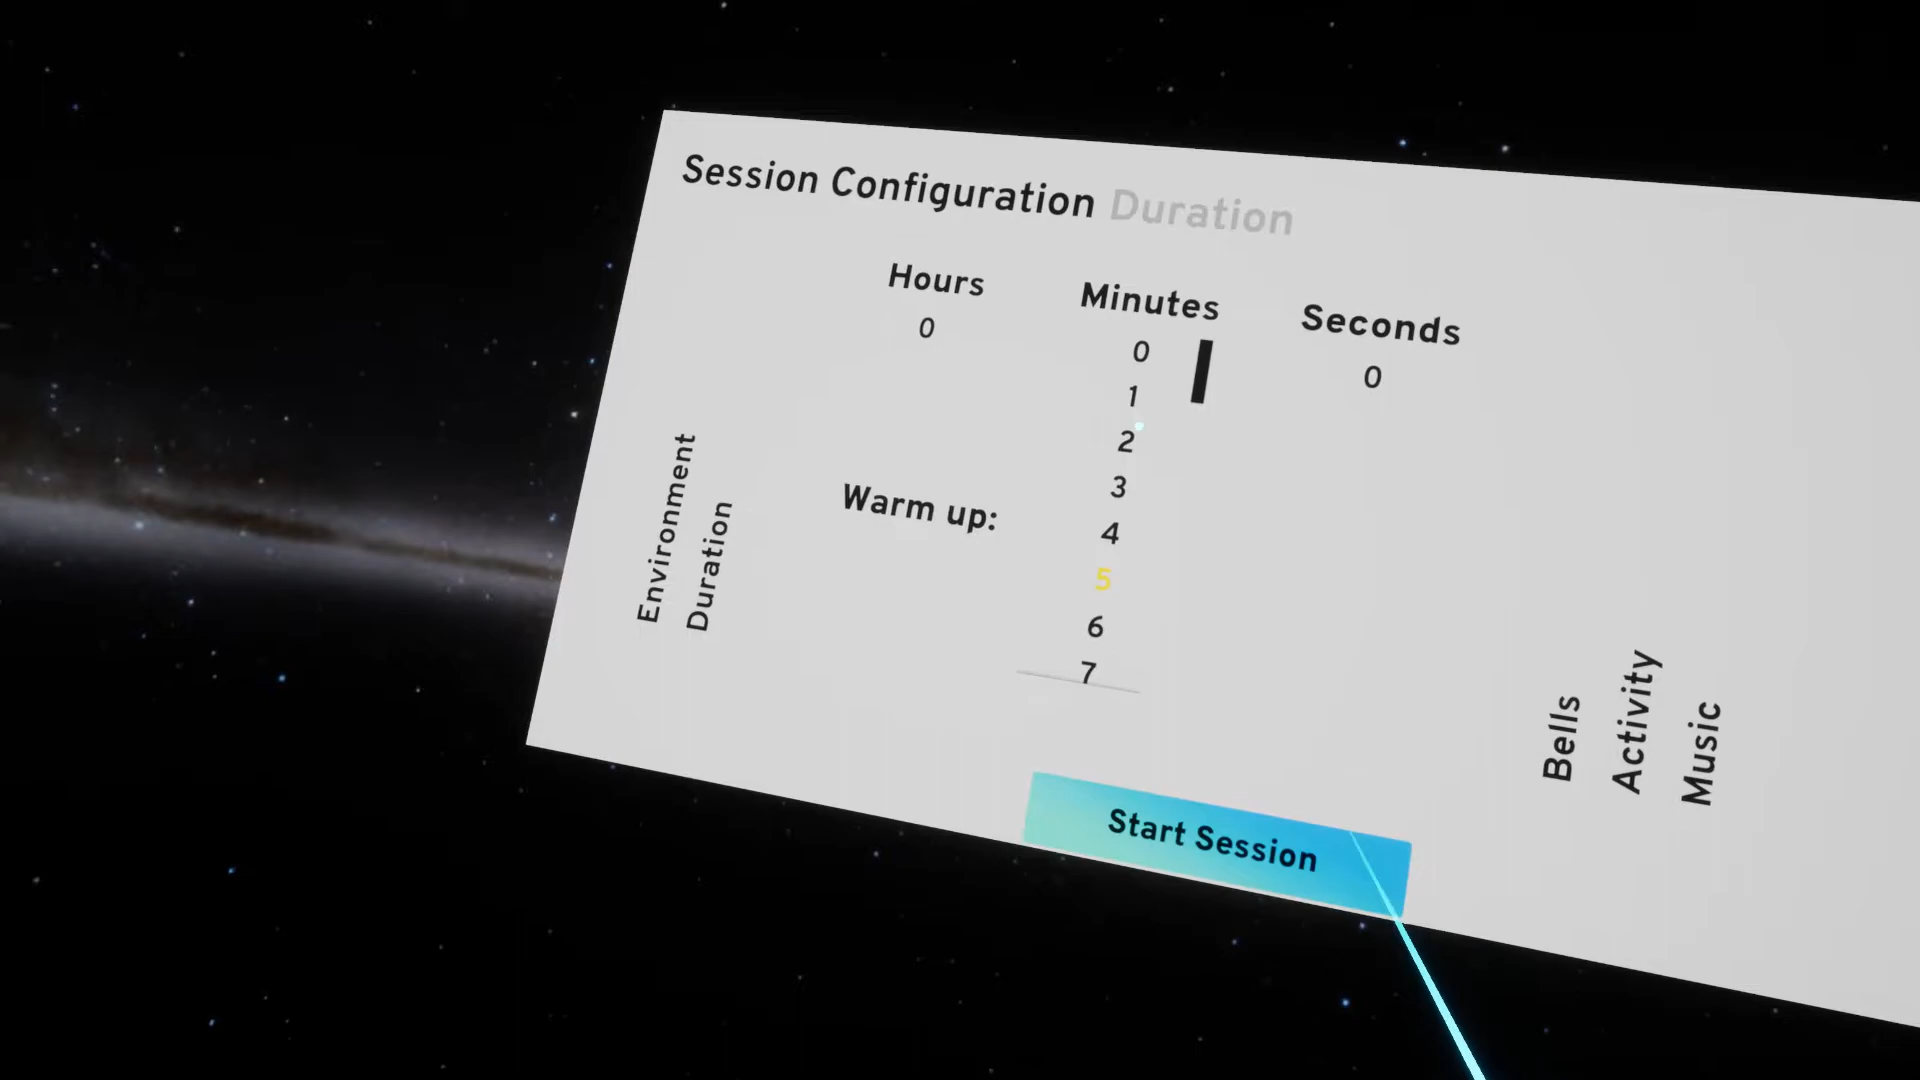 Session Configuration Duration
Hours Minutes Seconds
0 0 0
1
2
3
Warm up:
4
5
6
7
Environment
Duration
Bells
Activity
Music
Start Session